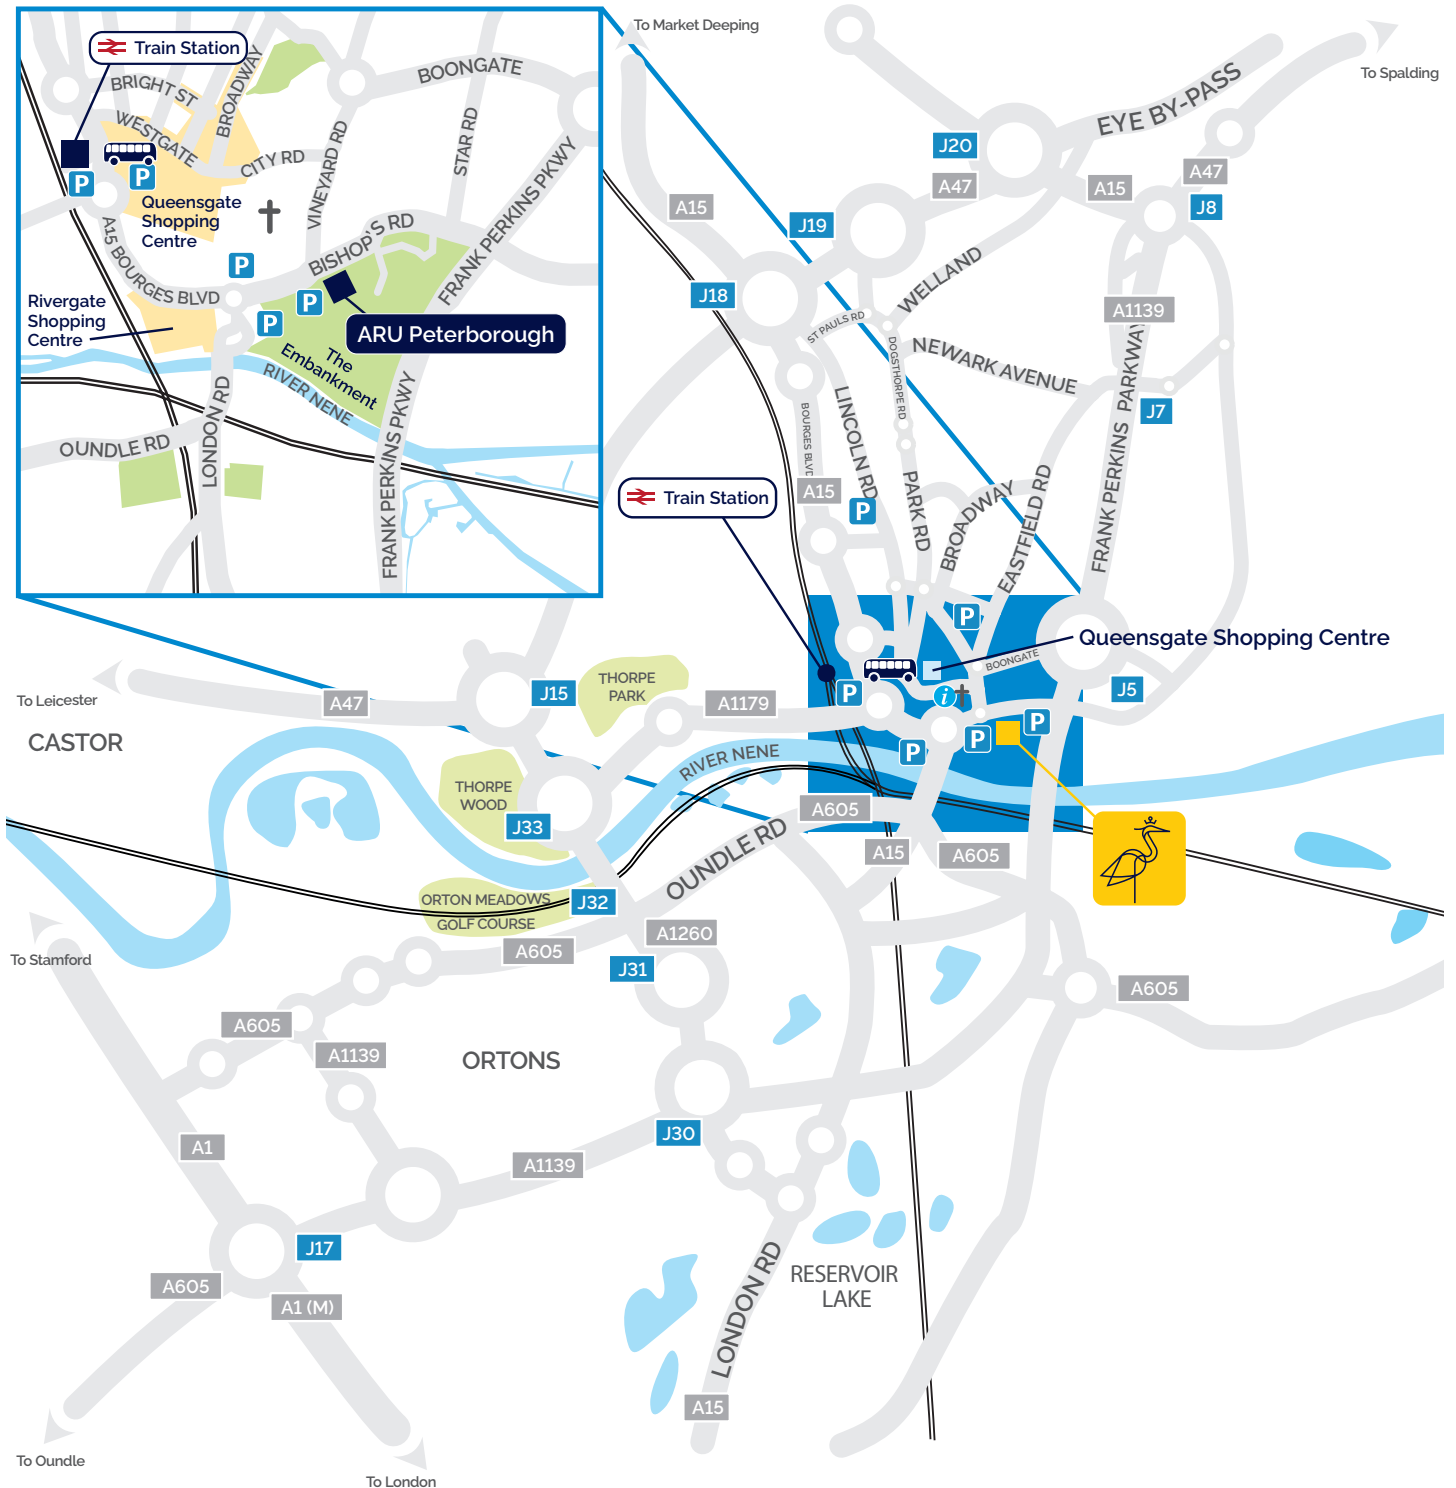 Train Station
BRIGHT ST
BROADWAY
BOONGATE
WESTGATE
CITY RD
VINEYARD RD
STAR RD
FRANK PERKINS PKWY
P
P
Queensgate
Shopping
Centre
A15 BOURGES BLVD
BISHOP'S RD
P
P
P
Rivergate
Shopping
Centre
ARU Peterborough
The
Embankment
RIVER NENE
LONDON RD
OUNDLE RD
FRANK PERKINS PKWY
To Market Deeping
To Spalding
EYE BY-PASS
J20
A47
A15
A47
J8
A15
J19
J18
WELLAND
A1139
ST PAULS RD
DOGSTHORPE RD
NEWARK AVENUE
J7
FRANK PERKINS PARKWAY
BOURGES BLVD
LINCOLN RD
A15
P
PARK RD
BROADWAY
EASTFIELD RD
Train Station
P
Queensgate Shopping Centre
BOONGATE
J5
P
i
P
P
P
To Leicester
A47
J15
THORPE
PARK
A1179
CASTOR
RIVER NENE
THORPE
WOOD
J33
A605
OUNDLE RD
A15
A605
ORTON MEADOWS
GOLF COURSE
J32
A1260
A605
J31
To Stamford
A605
A605
A1139
ORTONS
A1
J30
A1139
J17
A605
A1 (M)
RESERVOIR
LAKE
LONDON RD
A15
To Oundle
To London